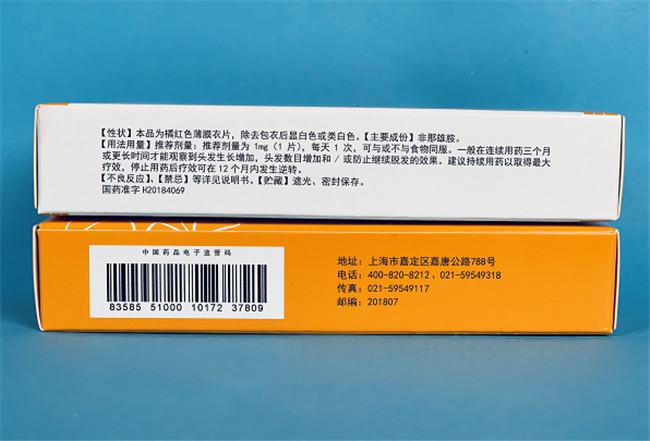 【性状】本品为橘红色薄膜衣片，除去包衣后显白色或类白色。【主要成份】非那雄胺。
【用法用量】推荐剂量：推荐剂量为 1mg（1 片），每天 1 次，可与或不与食物同服。一般在连续用药三个月
或更长时间才能观察到头发生长增加，头发数目增加和 / 或防止继续脱发的效果。建议持续用药以取得最大
疗效，停止用药后疗效可在 12 个月内发生逆转。
【不良反应】、【禁忌】等详见说明书。【贮藏】遮光、密封保存。
国药准字 H20184069
中国药品电子监管码
83585 51000 10172 37809
地址：上海市嘉定区嘉唐公路788号
电话：400-820-8212、021-59549318
传真：021-59549117
邮编：201807